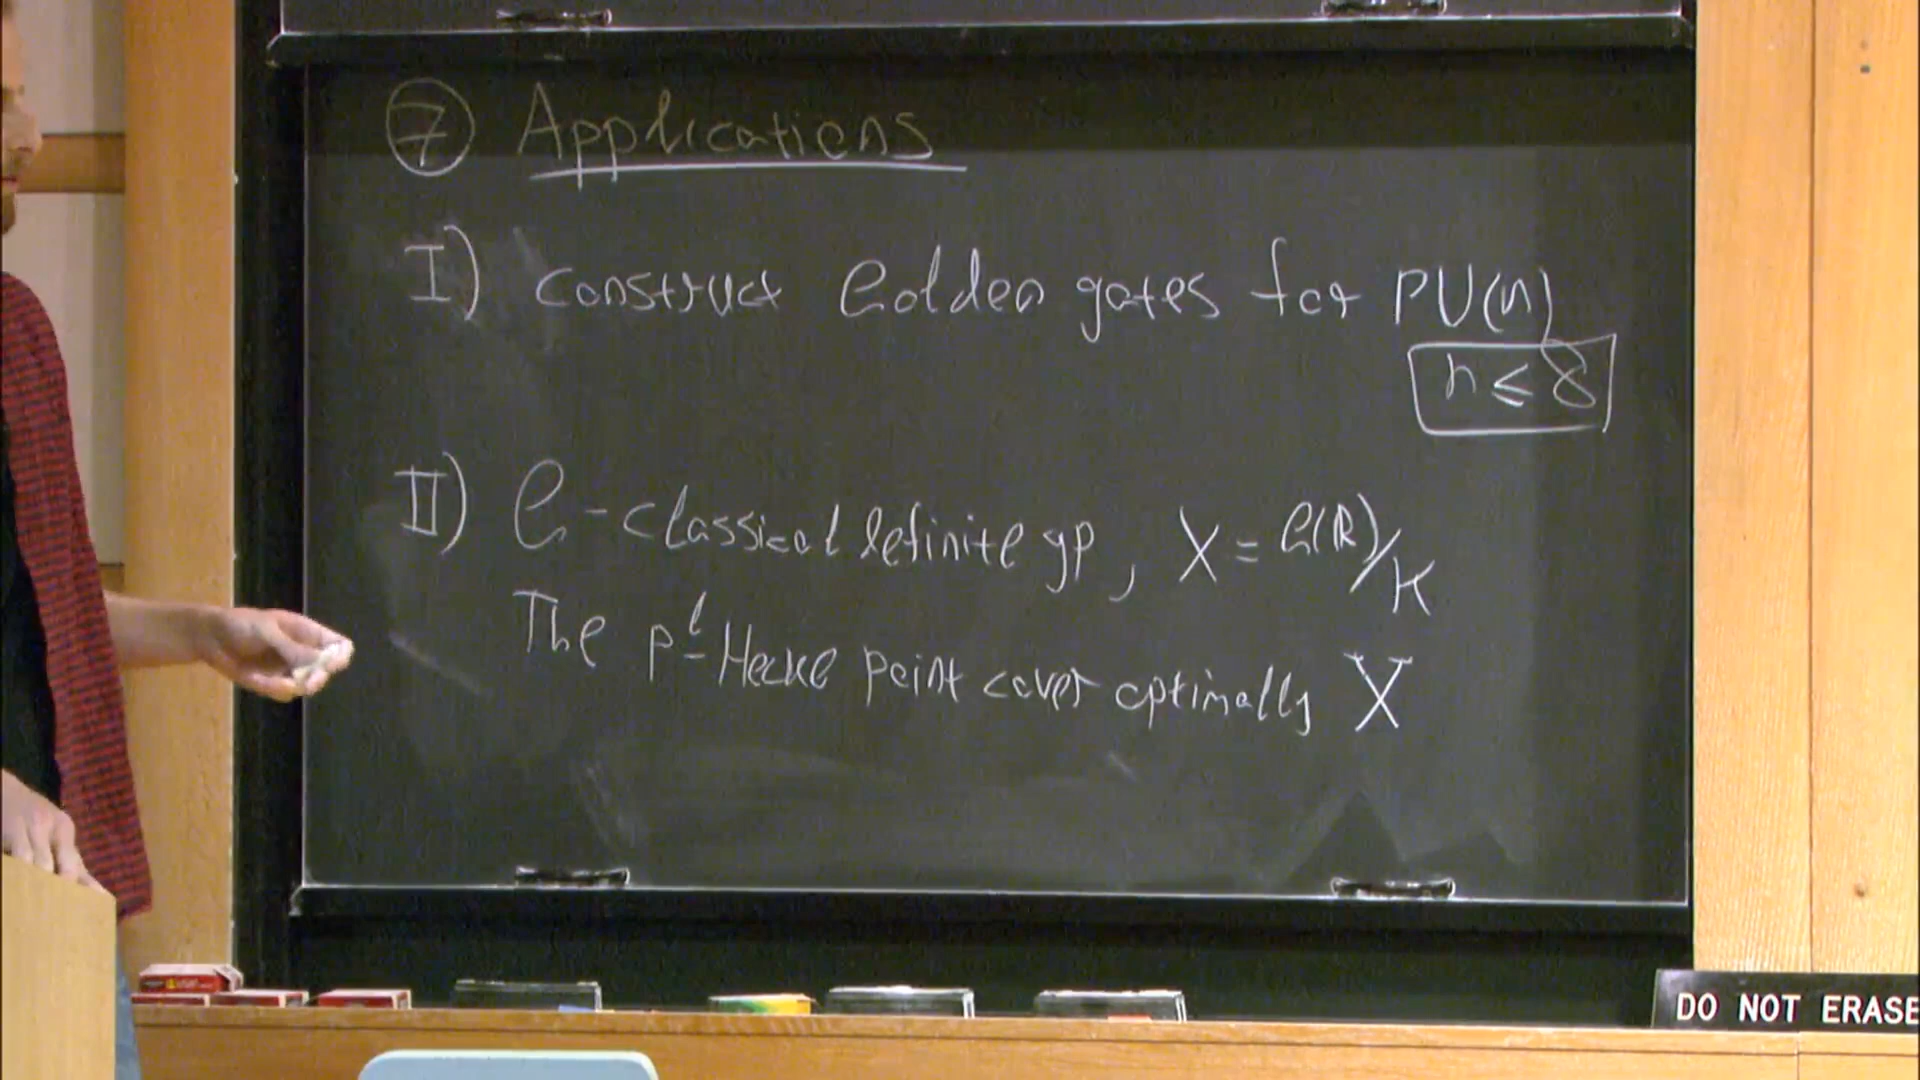 ⑦ Applications
I) construct Golden gates for PU(n)
n ≤ 8
II) G - classical definite gp, X = G(R)/K
The p^l - Hecke point cover optimally X
DO NOT ERASE